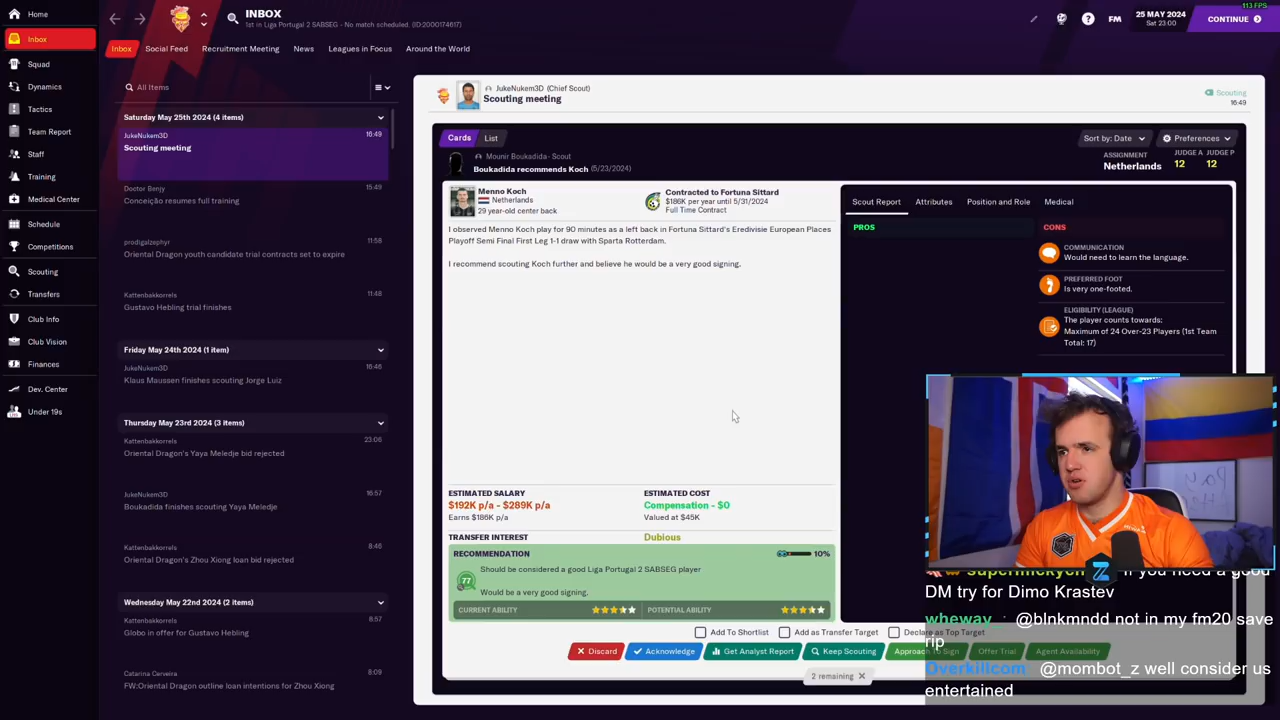 113 FPS
Home
Inbox
Squad
Dynamics
Tactics
Team Report
Staff
Training
Medical Center
Schedule
Competitions
Scouting
Transfers
Club Info
Club Vision
Finances
Dev. Center
Under 19s
INBOX
1st in Liga Portugal 2 SABSEG - No match scheduled. (ID:2000174617)
FM
25 MAY 2024
Sat 23:00
CONTINUE
Inbox
Social Feed
Recruitment Meeting
News
Leagues in Focus
Around the World
All Items
Saturday May 25th 2024 (4 items)
JukeNukem3D
16:49
Scouting meeting
Doctor Benjy
15:49
Conceição resumes full training
prodigalzephyr
11:58
Oriental Dragon youth candidate trial contracts set to expire
Kattenbakkorrels
11:48
Gustavo Hebling trial finishes
Friday May 24th 2024 (1 item)
JukeNukem3D
16:46
Klaus Maussen finishes scouting Jorge Luiz
Thursday May 23rd 2024 (3 items)
Kattenbakkorrels
23:06
Oriental Dragon's Yaya Meledje bid rejected
JukeNukem3D
16:57
Boukadida finishes scouting Yaya Meledje
Kattenbakkorrels
8:46
Oriental Dragon's Zhou Xiong loan bid rejected
Wednesday May 22nd 2024 (2 items)
Kattenbakkorrels
8:57
Globo in offer for Gustavo Hebling
Catarina Cerveira
8:09
FW:Oriental Dragon outline loan intentions for Zhou Xiong
JukeNukem3D (Chief Scout)
Scouting meeting
Scouting
16:49
Cards
List
Sort by: Date
Preferences
Mounir Boukadida - Scout
Boukadida recommends Koch (5/23/2024)
ASSIGNMENT
Netherlands
JUDGE A
12
JUDGE P
12
Menno Koch
Netherlands
29 year-old center back
Contracted to Fortuna Sittard
$186K per year until 5/31/2024
Full Time Contract
I observed Menno Koch play for 90 minutes as a left back in Fortuna Sittard's Eredivisie European Places
Playoff Semi Final First Leg 1-1 draw with Sparta Rotterdam.
I recommend scouting Koch further and believe he would be a very good signing.
ESTIMATED SALARY
$192K p/a - $289K p/a
Earns $186K p/a
ESTIMATED COST
Compensation - $0
Valued at $45K
TRANSFER INTEREST
Dubious
RECOMMENDATION
10%
77
Should be considered a good Liga Portugal 2 SABSEG player
Would be a very good signing.
CURRENT ABILITY
POTENTIAL ABILITY
Scout Report
Attributes
Position and Role
Medical
PROS
CONS
COMMUNICATION
Would need to learn the language.
PREFERRED FOOT
Is very one-footed.
ELIGIBILITY (LEAGUE)
The player counts towards:
Maximum of 24 Over-23 Players (1st Team
Total: 17)
Add To Shortlist
Add as Transfer Target
Declare as Top Target
Discard
Acknowledge
Get Analyst Report
Keep Scouting
Approach To Sign
Offer Trial
Agent Availability
2 remaining
if you need a good
DM try for Dimo Krastev
wheway_: @blnkmndd not in my fm20 save
rip
Overkillcom: @mombot_z well consider us
entertained